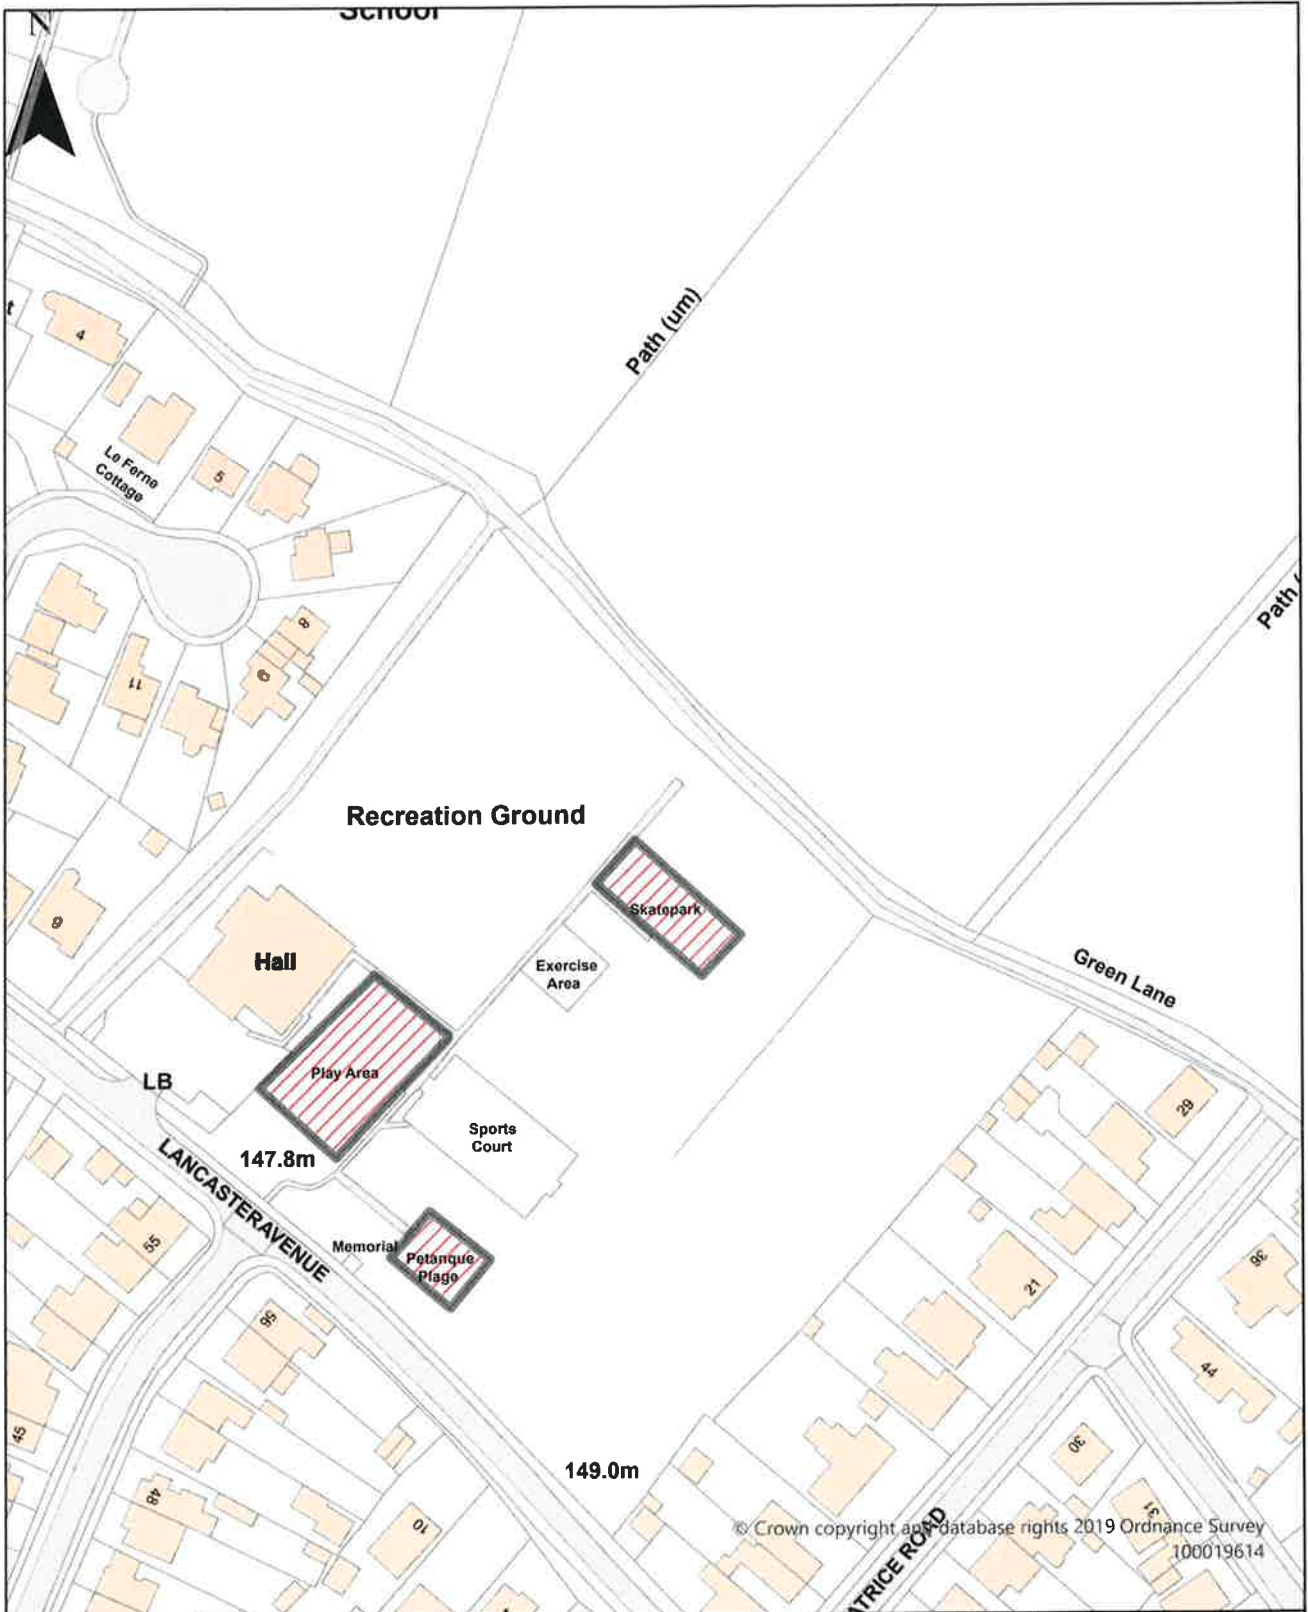 School
N
Path (um)
t
4
Le Ferne
Cottage
5
Path (
8
11
Recreation Ground
9
Skatepark
Hall
Exercise
Area
Green Lane
Play Area
LB
29
Sports
Court
147.8m
LANCASTER AVENUE
55
Memorial
Petanque
Plage
36
21
56
44
45
149.0m
30
48
10
31
© Crown copyright and database rights 2019 Ordnance Survey
100019614
ATRICE ROAD